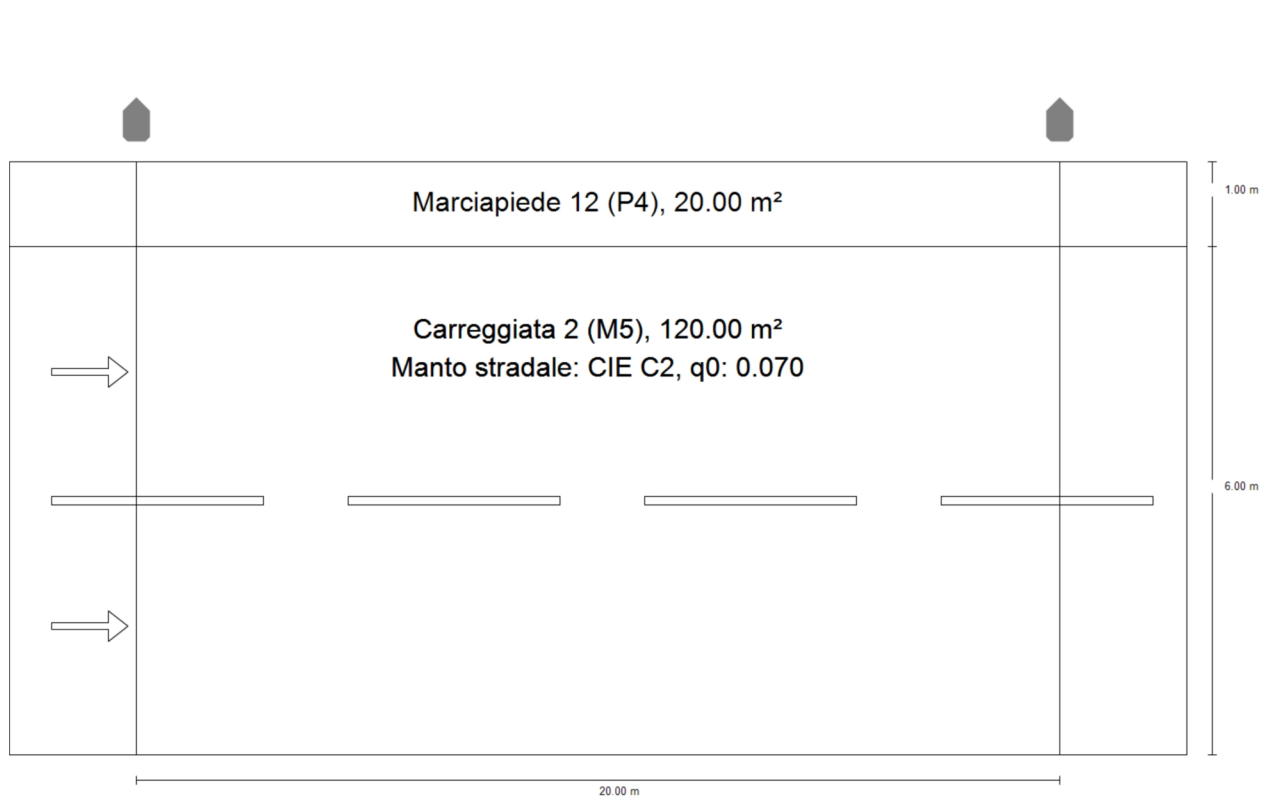 Marciapiede 12 (P4), 20.00 m²
1.00 m
Carreggiata 2 (M5), 120.00 m²
Manto stradale: CIE C2, q0: 0.070
6.00 m
20.00 m